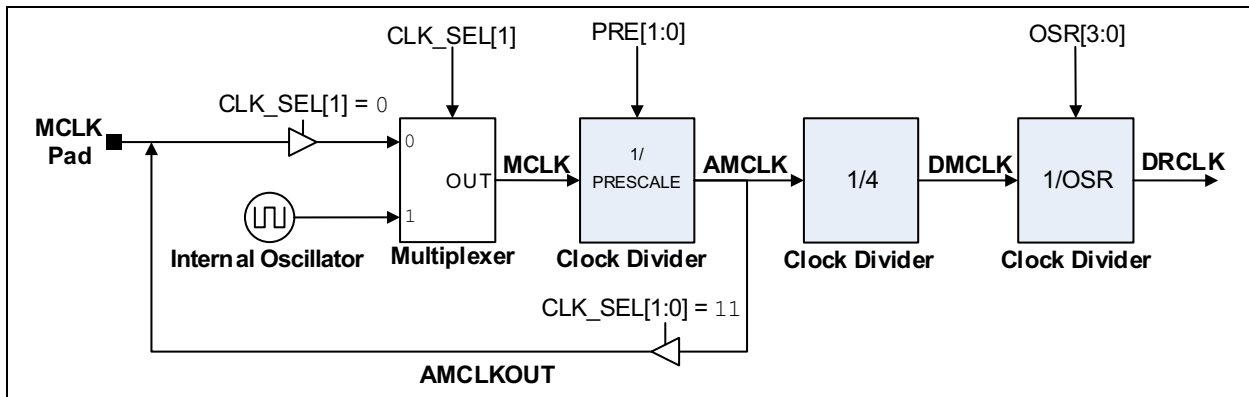 CLK_SEL[1]
PRE[1:0]
OSR[3:0]
CLK_SEL[1] = 0
MCLK
Pad
0
1
OUT
MCLK
1/
PRESCALE
AMCLK
1/4
DMCLK
1/OSR
DRCLK
Internal Oscillator
Multiplexer
Clock Divider
Clock Divider
Clock Divider
CLK_SEL[1:0] = 11
AMCLKOUT